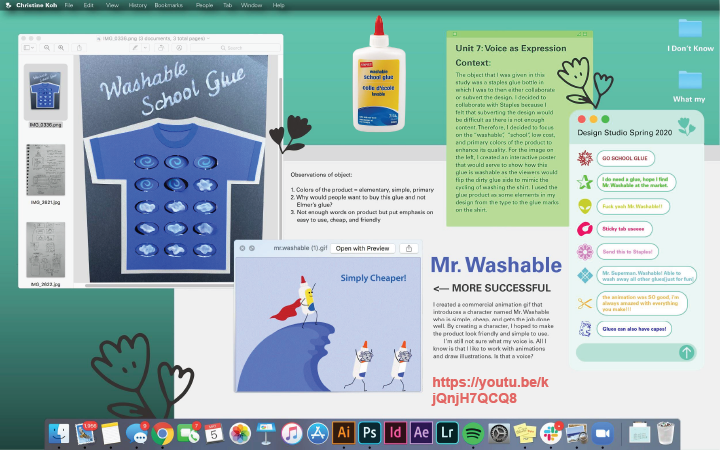 Christine Koh File Edit View History Bookmarks People Tab Window Help
IMG_0336.png (3 documents, 3 total pages)
Search
Washable
School Glue
IMG_0336.png
IMG_2621.jpg
IMG_2622.jpg
STAPLES
washable
School glue
Colle d'école
lavable
Unit 7: Voice as Expression
Context:
The object that I was given in this
study was a staples glue bottle in
which I was to then either collaborate
or subvert the design. I decided to
collaborate with Staples because I
felt that subverting the design would
be difficult as there is not enough
content. Therefore, I decided to focus
on the "washable", "school", low cost,
and primary colors of the product to
enhance its quality. For the image on
the left, I created an interactive poster
that would serve to show how this
glue is washable as the viewers would
flip the dirty glue side to mimic the
cycling of washing the shirt. I used the
glue product as some elements in my
design from the type to the glue marks
on the shirt.
I Don't Know
What my
Design Studio Spring 2020
GO SCHOOL GLUE
I do need a glue, hope I find
Mr Washable at the market.
Fuck yeah Mr Washable!!
Sticky tab useses
Send this to Staples!
Mr. Superman Washable! Able to
wash away all other glues(just for fun)
the animation was SO good, I'm
always amused with everything
you make!!!
Glues can also have capes!
Observations of object:
1. Colors of the product = elementary, simple, primary
2. Why would people want to buy this glue and not
Elmer's glue?
3. Not enough words on product but put emphasis on
easy to use, cheap, and friendly
mr.washable (1).gif
Open with Preview
Simply Cheaper!
Mr. Washable
<— MORE SUCCESSFUL
I created a commercial animation gif that
introduces a character named Mr. Washable
who is simple, cheap, and gets the job done
well. By creating a character, I hoped to make
the product look friendly and simple to use.
I'm still not sure what my voice is. All I
know is that I like to work with animations
and draw illustrations. Is that a voice?
https://youtu.be/k
jQnjH7QCQ8
MAY
5
Ai
Ps
Id
Ae
Lr